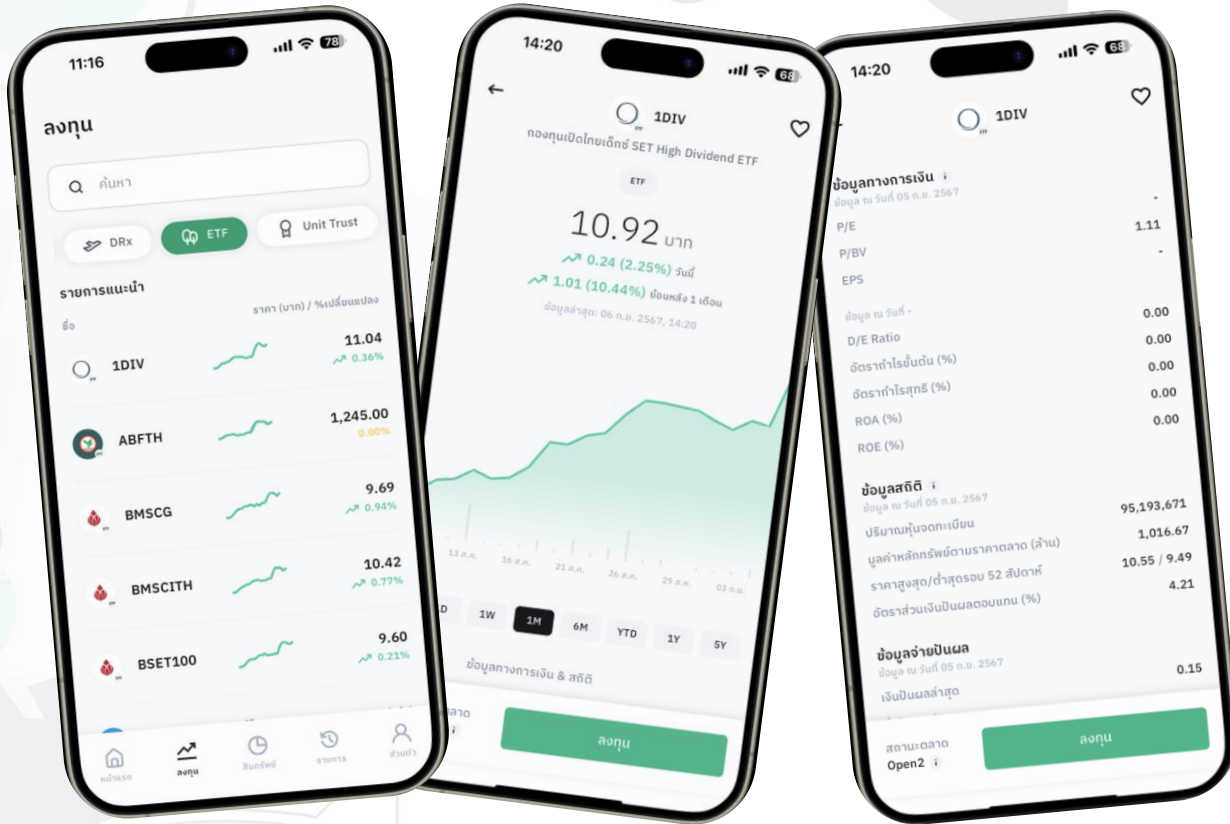 11:16
78
ลงทุน
ค้นหา
DRx
ETF
Unit Trust
รายการแนะนำ
ชื่อ
ราคา (บาท) / %เปลี่ยนแปลง
1DIV
11.04
0.36%
ABFTH
1,245.00
0.00%
BMSCG
9.69
0.94%
BMSCITH
10.42
0.77%
BSET100
9.60
0.21%
หน้าแรก
ลงทุน
สินทรัพย์
รายการ
ส่วนตัว
14:20
68
1DIV
กองทุนเปิดไทยเด็กซ์ SET High Dividend ETF
ETF
10.92 บาท
0.24 (2.25%) วันนี้
1.01 (10.44%) ย้อนหลัง 1 เดือน
ข้อมูลล่าสุด: 06 ก.ย. 2567, 14:20
13 ส.ค.
16 ส.ค.
21 ส.ค.
26 ส.ค.
29 ส.ค.
03 ก.ย.
D
1W
1M
6M
YTD
1Y
5Y
ข้อมูลทางการเงิน & สถิติ
ลงทุน
14:20
68
1DIV
ข้อมูลทางการเงิน
ข้อมูล ณ วันที่ 05 ก.ย. 2567
P/E -
P/BV 1.11
EPS -
ข้อมูล ณ วันที่ -
D/E Ratio 0.00
อัตรากำไรขั้นต้น (%) 0.00
อัตรากำไรสุทธิ (%) 0.00
ROA (%) 0.00
ROE (%) 0.00
ข้อมูลสถิติ
ข้อมูล ณ วันที่ 05 ก.ย. 2567
ปริมาณหุ้นจดทะเบียน 95,193,671
มูลค่าหลักทรัพย์ตามราคาตลาด (ล้าน) 1,016.67
ราคาสูงสุด/ต่ำสุดรอบ 52 สัปดาห์ 10.55 / 9.49
อัตราส่วนเงินปันผลตอบแทน (%) 4.21
ข้อมูลจ่ายปันผล
ข้อมูล ณ วันที่ 05 ก.ย. 2567
เงินปันผลล่าสุด 0.15
สถานะตลาด
Open2
ลงทุน